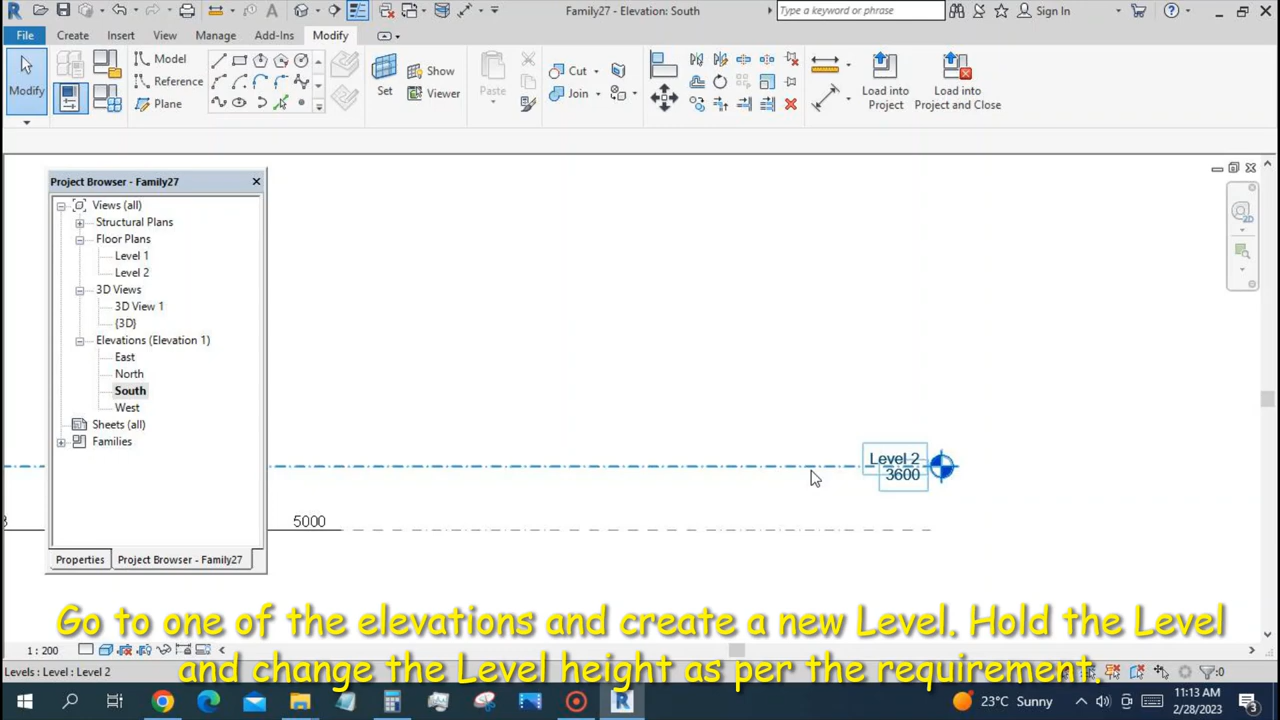 Family27 - Elevation: South
Type a keyword or phrase
Sign In
File Create Insert View Manage Add-Ins Modify
Modify
Model
Reference
Plane
Set
Show
Viewer
Paste
Cut
Join
Load into
Project
Load into
Project and Close
Project Browser - Family27
Views (all)
Structural Plans
Floor Plans
Level 1
Level 2
3D Views
3D View 1
{3D}
Elevations (Elevation 1)
East
North
South
West
Sheets (all)
Families
Properties
Project Browser - Family27
2D
Level 2
3600
5000
Go to one of the elevations and create a new Level. Hold the Level
and change the Level height as per the requirement.
1 : 200
Levels : Level : Level 2
:0
23°C Sunny
11:13 AM
2/28/2023
3